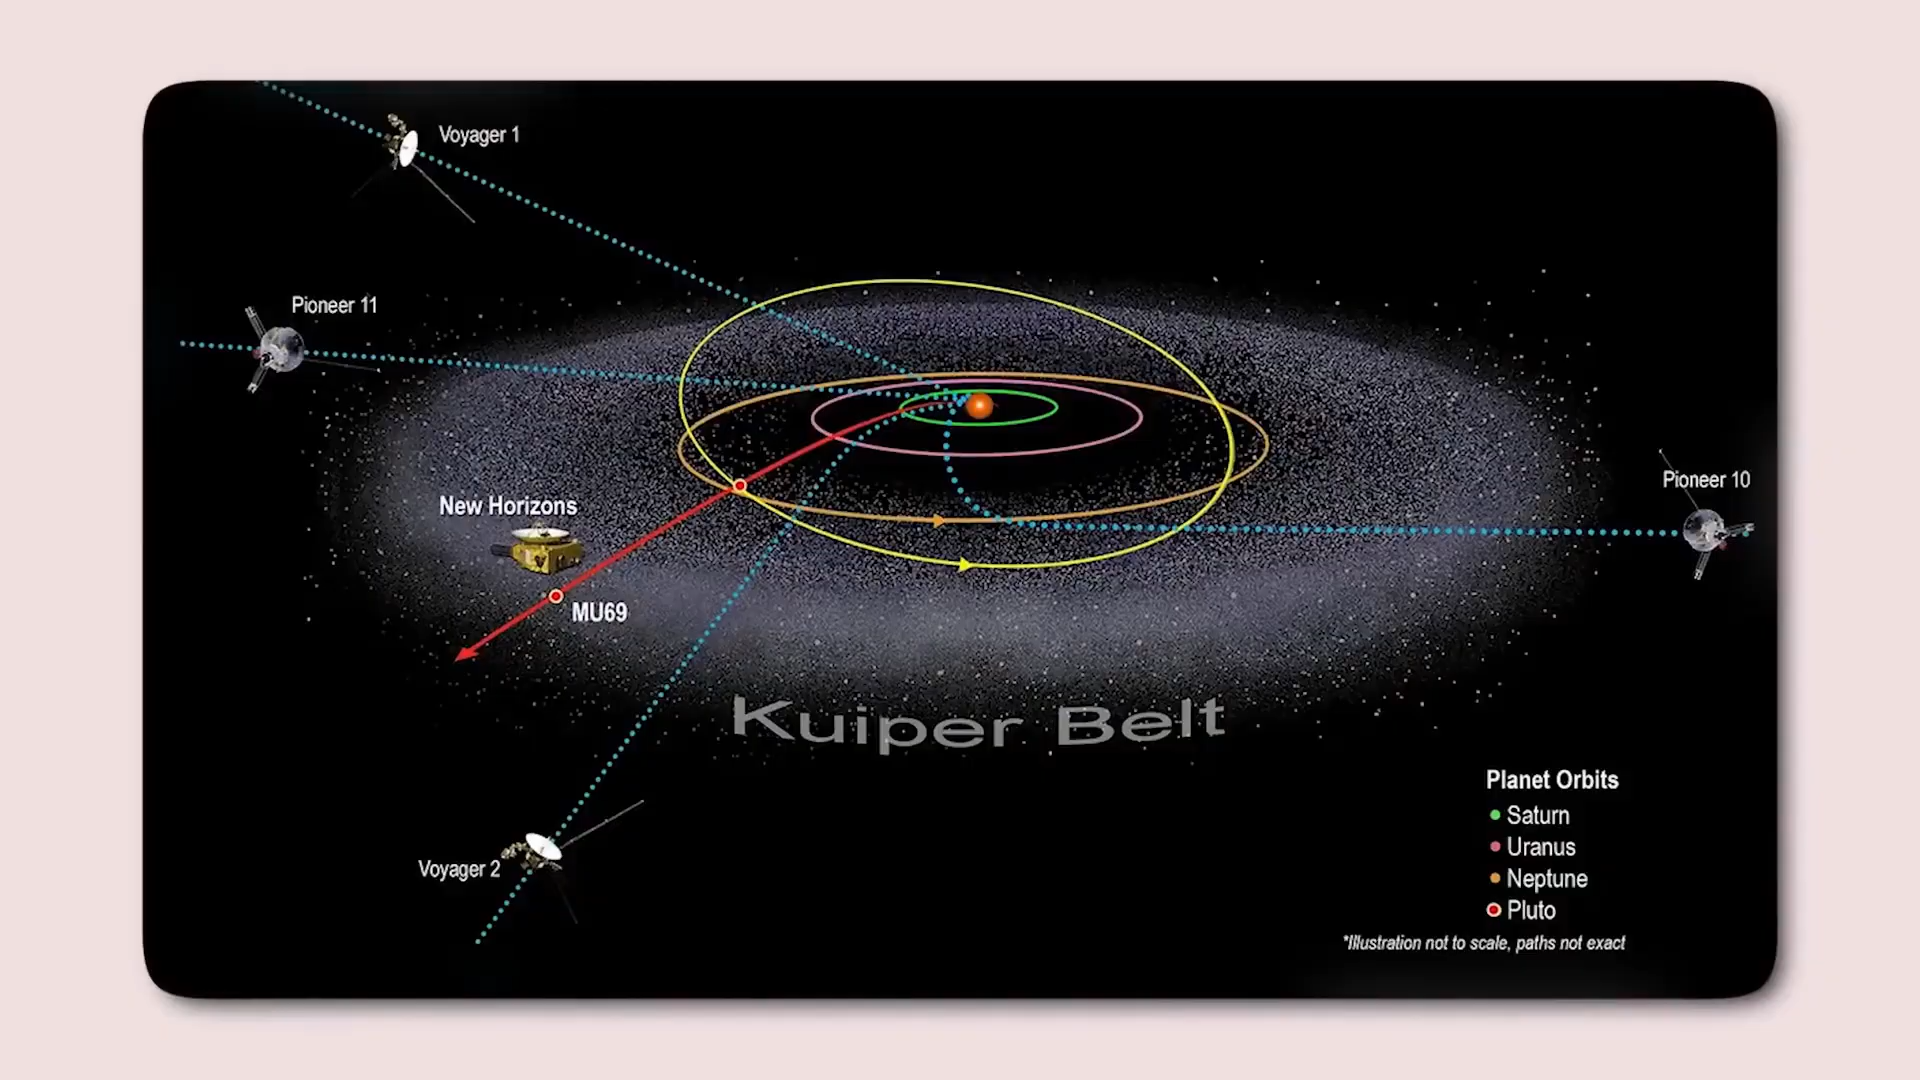 Voyager 1
Pioneer 11
Pioneer 10
New Horizons
MU69
Kuiper Belt
Voyager 2
Planet Orbits
Saturn
Uranus
Neptune
Pluto
*Illustration not to scale, paths not exact